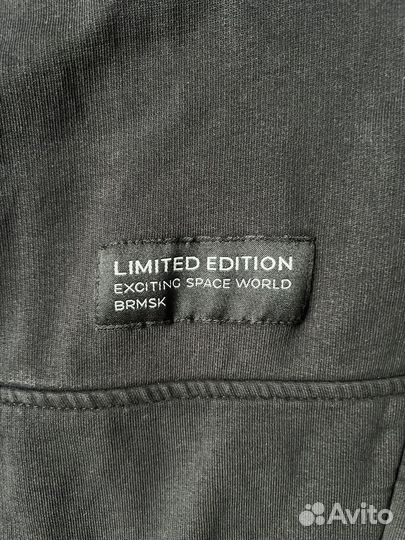 LIMITED EDITION
EXCITING SPACE WORLD
BRMSK
Avito